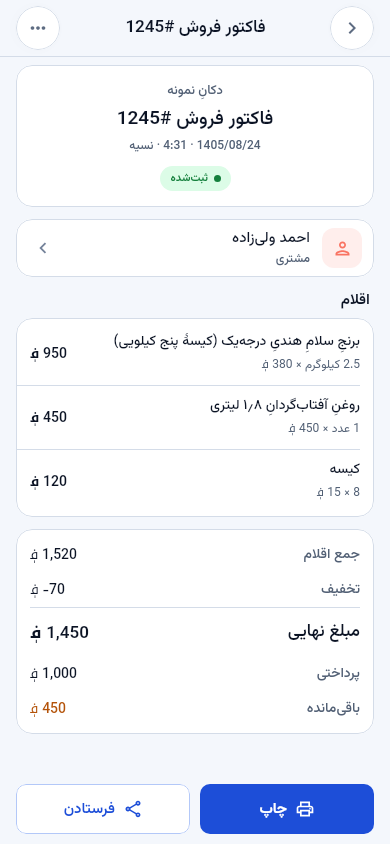 فاکتور فروش #1245
دکانِ نمونه
فاکتور فروش #1245
1405/08/24 · 4:31 · نسیه
ثبت‌شده
احمد ولی‌زاده
مشتری
اقلام
برنجِ سلامِ هندیِ درجه‌یک (کیسهٔ پنج کیلویی)
2.5 کیلوگرم × 380 ؋
950 ؋
روغنِ آفتاب‌گردانِ ۱٫۸ لیتری
1 عدد × 450 ؋
450 ؋
کیسه
8 × 15 ؋
120 ؋
جمع اقلام
1,520 ؋
تخفیف
-70 ؋
مبلغ نهایی
1,450 ؋
پرداختی
1,000 ؋
باقی‌مانده
450 ؋
چاپ
فرستادن